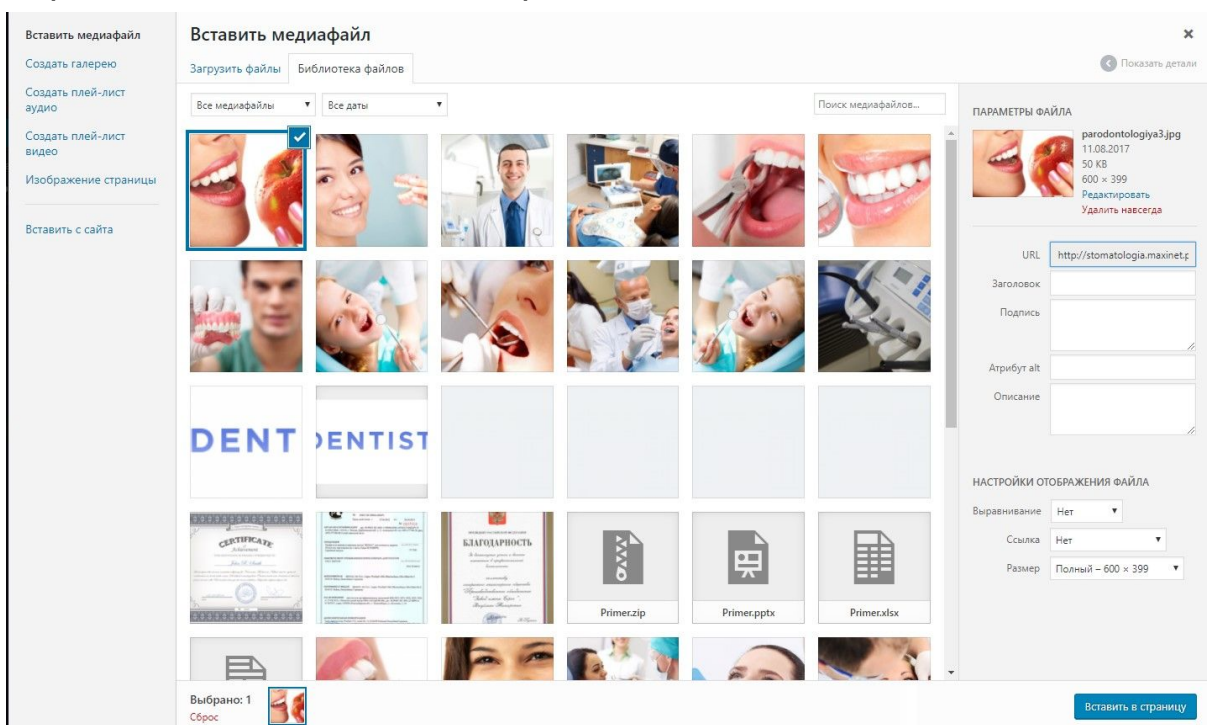 Вставить медиафайл
Создать галерею
Создать плей-лист
аудио
Создать плей-лист
видео
Изображение страницы
Вставить с сайта
Вставить медиафайл
Загрузить файлы
Библиотека файлов
Показать детали
Все медиафайлы
Все даты
Поиск медиафайлов...
DENT
DENTIST
CERTIFICATE
БЛАГОДАРНОСТЬ
Primer.zip
Primer.pptx
Primer.xlsx
Выбрано: 1
Сброс
ПАРАМЕТРЫ ФАЙЛА
parodontologiya3.jpg
11.08.2017
50 KB
600 × 399
Редактировать
Удалить навсегда
URL http://stomatologia.maxinet.р
Заголовок
Подпись
Атрибут alt
Описание
НАСТРОЙКИ ОТОБРАЖЕНИЯ ФАЙЛА
Выравнивание Нет
Ссылка Нет
Размер Полный – 600 × 399
Вставить в страницу